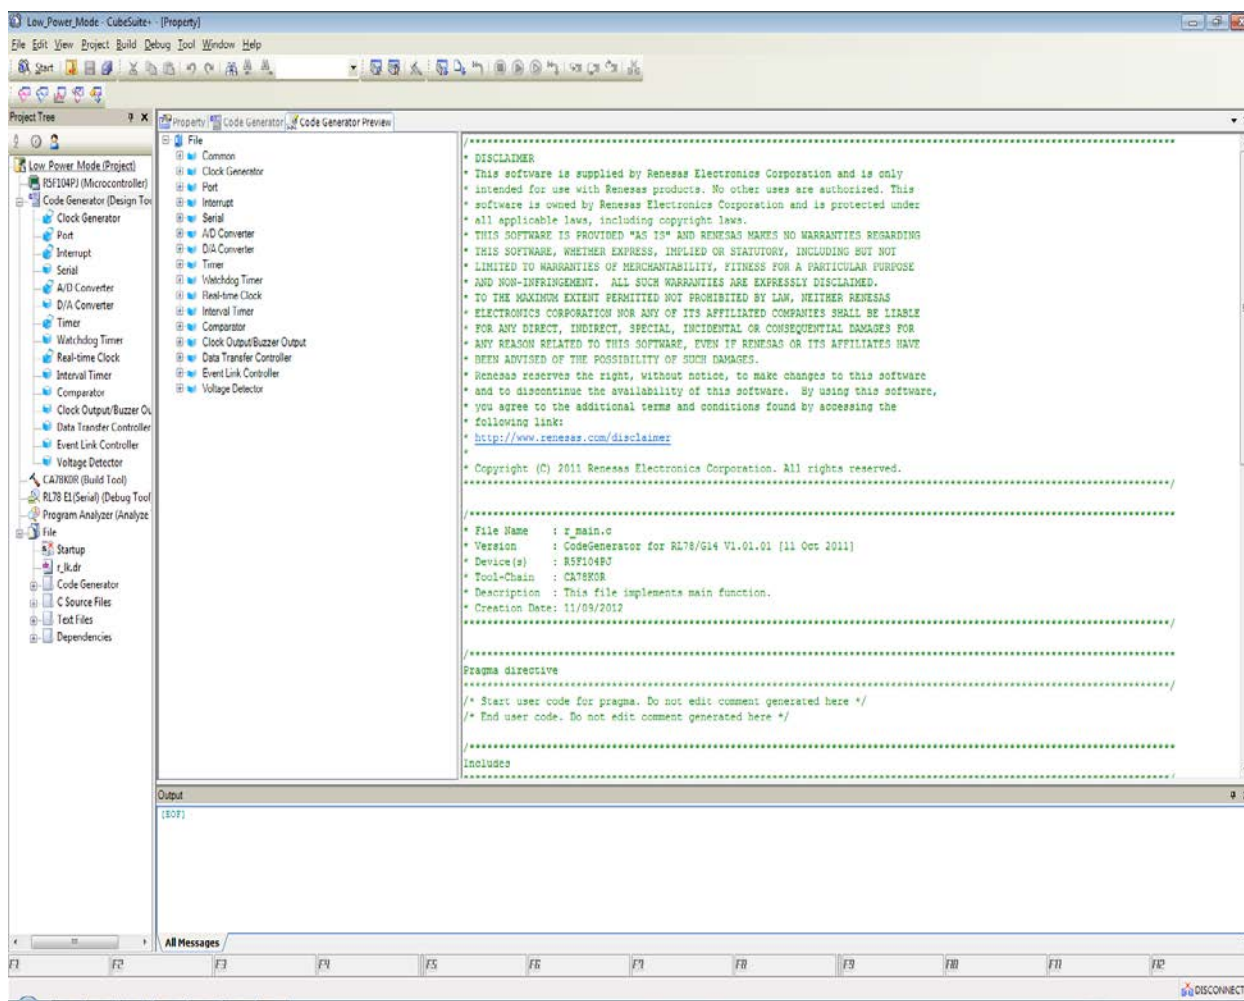 Low_Power_Mode - CubeSuite+ - [Property]
File Edit View Project Build Debug Tool Window Help
Start
Project Tree
Property Code Generator Code Generator Preview
Low_Power_Mode (Project)
R5F104PJ (Microcontroller)
Code Generator (Design Too
Clock Generator
Port
Interrupt
Serial
A/D Converter
D/A Converter
Timer
Watchdog Timer
Real-time Clock
Interval Timer
Comparator
Clock Output/Buzzer Ou
Data Transfer Controller
Event Link Controller
Voltage Detector
CA78K0R (Build Tool)
RL78 E1(Serial) (Debug Tool
Program Analyzer (Analyze
File
Startup
r_lk.dr
Code Generator
C Source Files
Text Files
Dependencies
File
Common
Clock Generator
Port
Interrupt
Serial
A/D Converter
D/A Converter
Timer
Watchdog Timer
Real-time Clock
Interval Timer
Comparator
Clock Output/Buzzer Output
Data Transfer Controller
Event Link Controller
Voltage Detector
/***********************************************************************************************************************
* DISCLAIMER
* This software is supplied by Renesas Electronics Corporation and is only
* intended for use with Renesas products. No other uses are authorized. This
* software is owned by Renesas Electronics Corporation and is protected under
* all applicable laws, including copyright laws.
* THIS SOFTWARE IS PROVIDED "AS IS" AND RENESAS MAKES NO WARRANTIES REGARDING
* THIS SOFTWARE, WHETHER EXPRESS, IMPLIED OR STATUTORY, INCLUDING BUT NOT
* LIMITED TO WARRANTIES OF MERCHANTABILITY, FITNESS FOR A PARTICULAR PURPOSE
* AND NON-INFRINGEMENT.  ALL SUCH WARRANTIES ARE EXPRESSLY DISCLAIMED.
* TO THE MAXIMUM EXTENT PERMITTED NOT PROHIBITED BY LAW, NEITHER RENESAS
* ELECTRONICS CORPORATION NOR ANY OF ITS AFFILIATED COMPANIES SHALL BE LIABLE
* FOR ANY DIRECT, INDIRECT, SPECIAL, INCIDENTAL OR CONSEQUENTIAL DAMAGES FOR
* ANY REASON RELATED TO THIS SOFTWARE, EVEN IF RENESAS OR ITS AFFILIATES HAVE
* BEEN ADVISED OF THE POSSIBILITY OF SUCH DAMAGES.
* Renesas reserves the right, without notice, to make changes to this software
* and to discontinue the availability of this software.  By using this software,
* you agree to the additional terms and conditions found by accessing the
* following link:
* http://www.renesas.com/disclaimer
*
* Copyright (C) 2011 Renesas Electronics Corporation. All rights reserved.
***********************************************************************************************************************/
/***********************************************************************************************************************
* File Name    : r_main.c
* Version      : CodeGenerator for RL78/G14 V1.01.01 [11 Oct 2011]
* Device(s)    : R5F104PJ
* Tool-Chain   : CA78K0R
* Description  : This file implements main function.
* Creation Date: 11/09/2012
***********************************************************************************************************************/
/***********************************************************************************************************************
Pragma directive
***********************************************************************************************************************/
/* Start user code for pragma. Do not edit comment generated here */
/* End user code. Do not edit comment generated here */
/***********************************************************************************************************************
Includes
***********************************************************************************************************************/
Output
[EOF]
All Messages
F1 F2 F3 F4 F5 F6 F7 F8 F9 F10 F11 F12
DISCONNECT